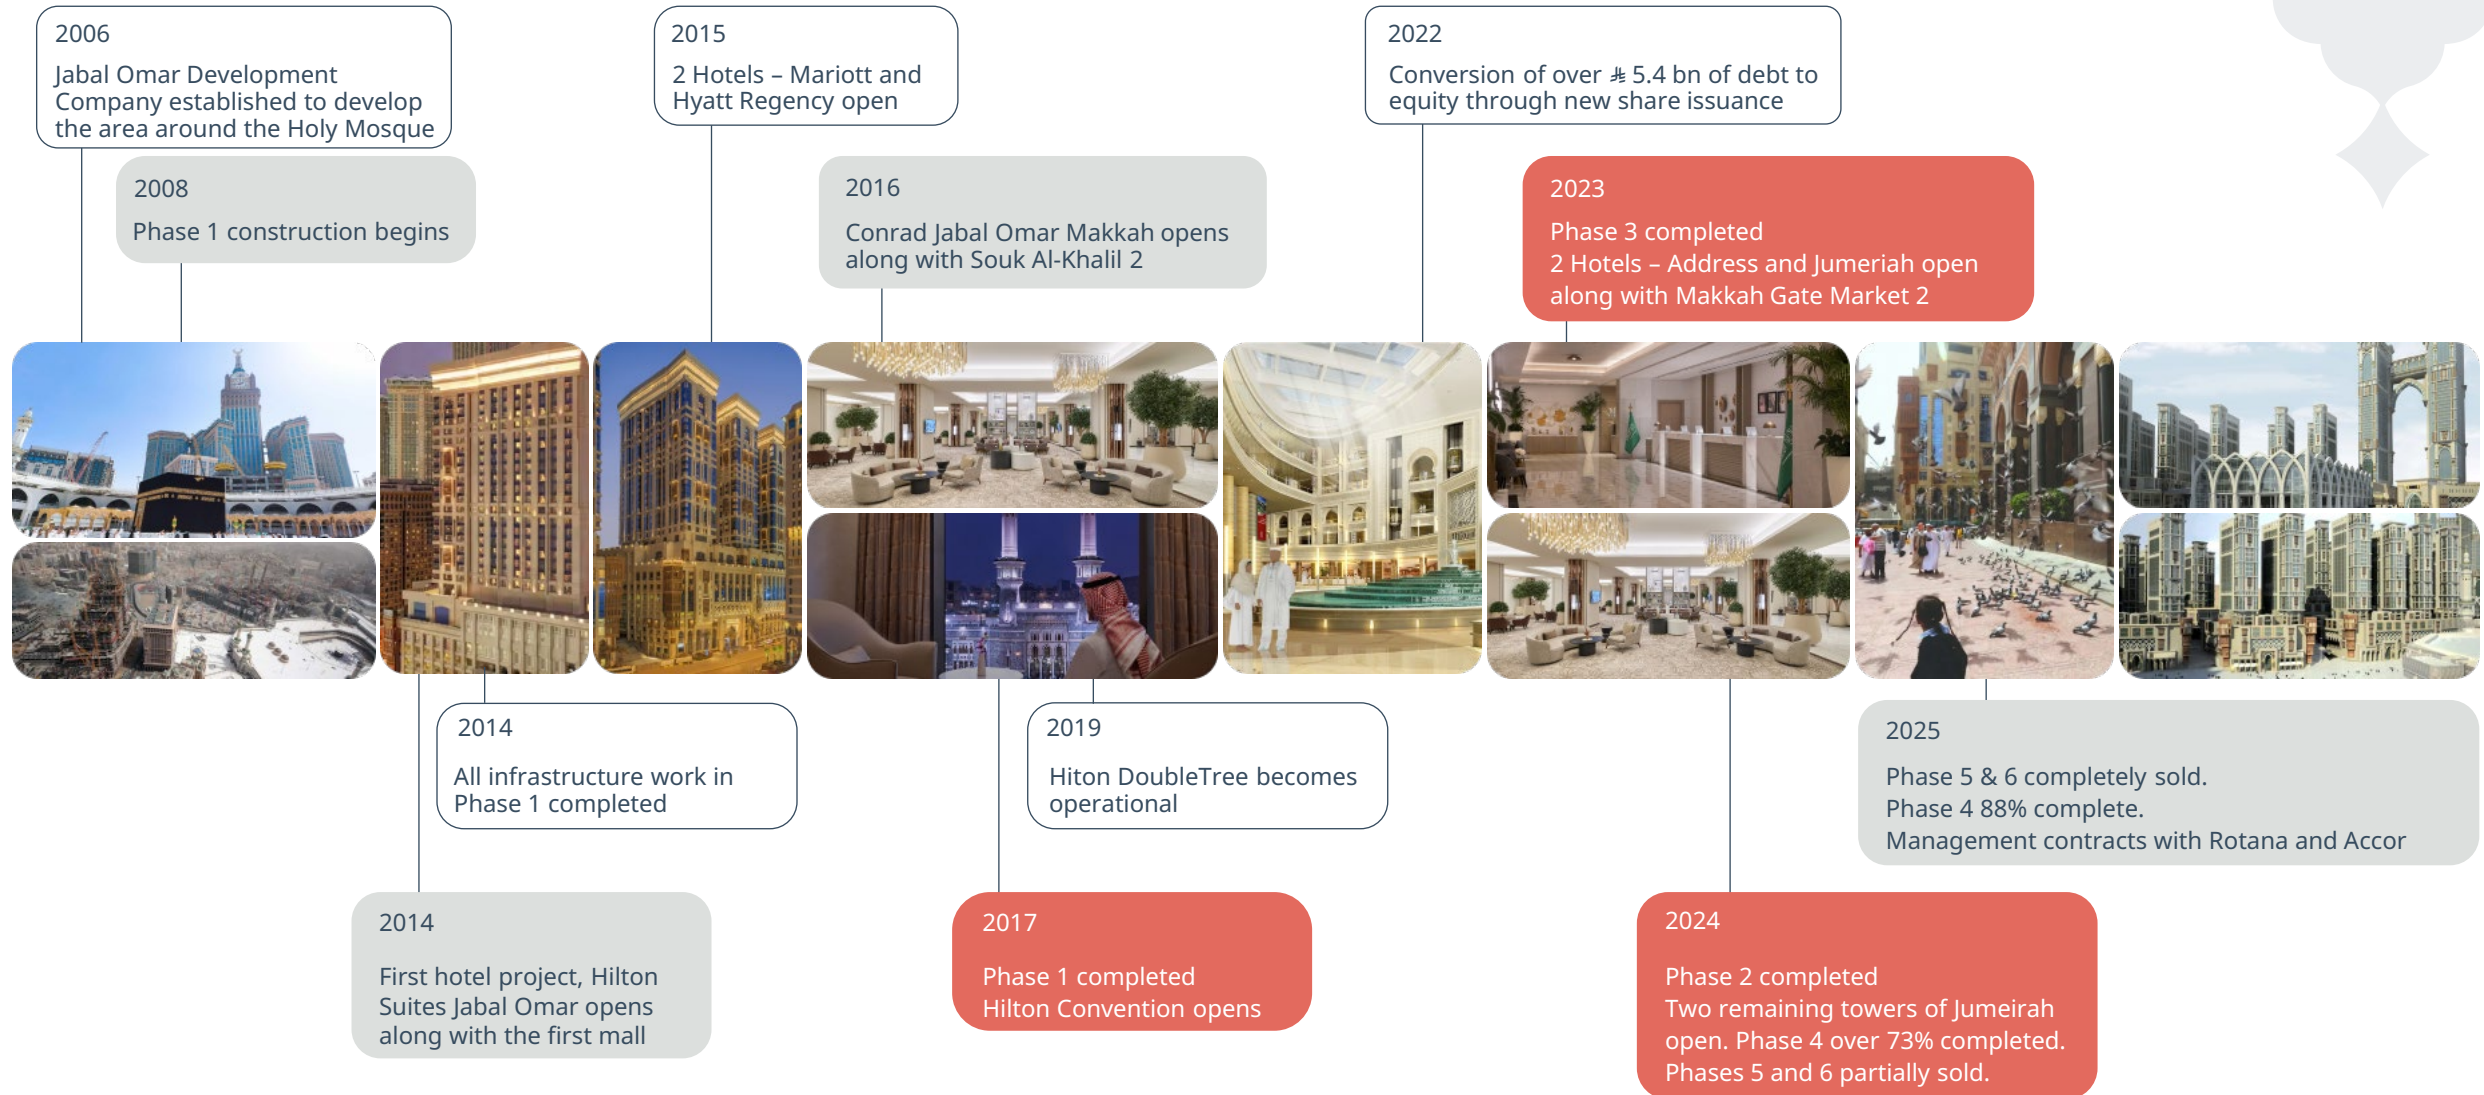 2006
Jabal Omar Development
Company established to develop
the area around the Holy Mosque
2008
Phase 1 construction begins
2015
2 Hotels – Mariott and
Hyatt Regency open
2016
Conrad Jabal Omar Makkah opens
along with Souk Al-Khalil 2
2022
Conversion of over ⃁ 5.4 bn of debt to
equity through new share issuance
2023
Phase 3 completed
2 Hotels – Address and Jumeriah open
along with Makkah Gate Market 2
2014
All infrastructure work in
Phase 1 completed
2014
First hotel project, Hilton
Suites Jabal Omar opens
along with the first mall
2019
Hiton DoubleTree becomes
operational
2017
Phase 1 completed
Hilton Convention opens
2025
Phase 5 & 6 completely sold.
Phase 4 88% complete.
Management contracts with Rotana and Accor
2024
Phase 2 completed
Two remaining towers of Jumeirah
open. Phase 4 over 73% completed.
Phases 5 and 6 partially sold.